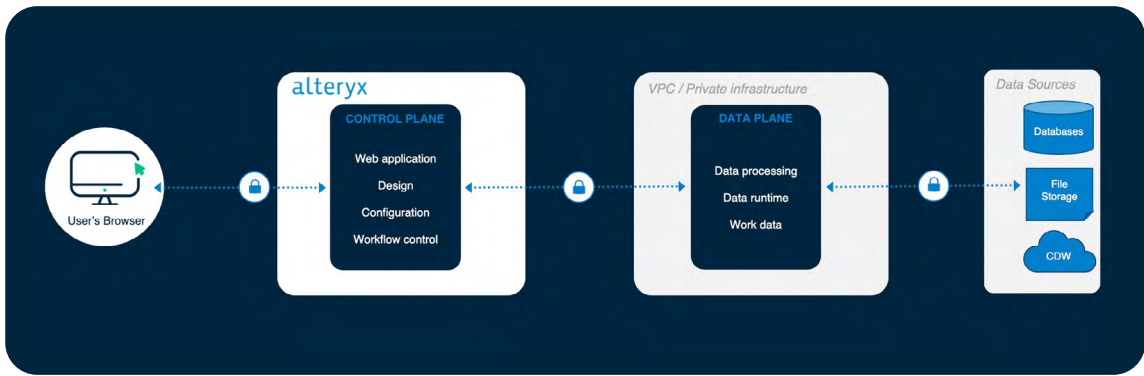 User's Browser
alteryx
CONTROL PLANE
Web application
Design
Configuration
Workflow control
VPC / Private infrastructure
DATA PLANE
Data processing
Data runtime
Work data
Data Sources
Databases
File
Storage
CDW